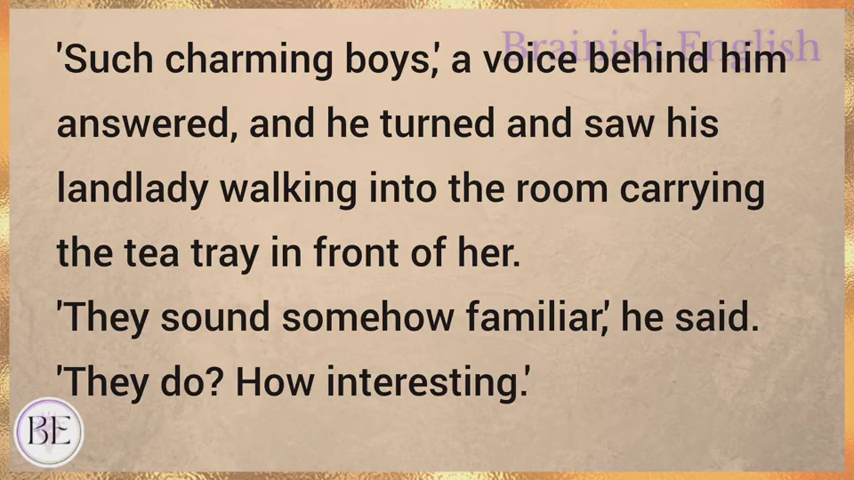 Brainish English
'Such charming boys,' a voice behind him
answered, and he turned and saw his
landlady walking into the room carrying
the tea tray in front of her.
'They sound somehow familiar,' he said.
'They do? How interesting.'
BE